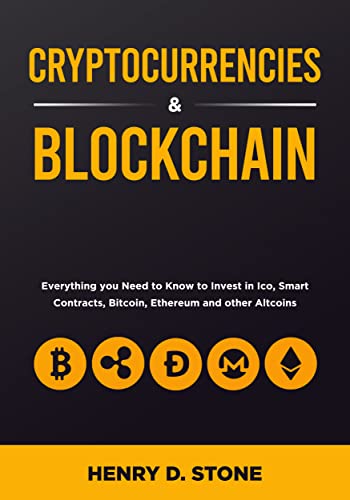 CRYPTOCURRENCIES
&
BLOCKCHAIN
Everything you Need to Know to Invest in Ico, Smart
Contracts, Bitcoin, Ethereum and other Altcoins
HENRY D. STONE